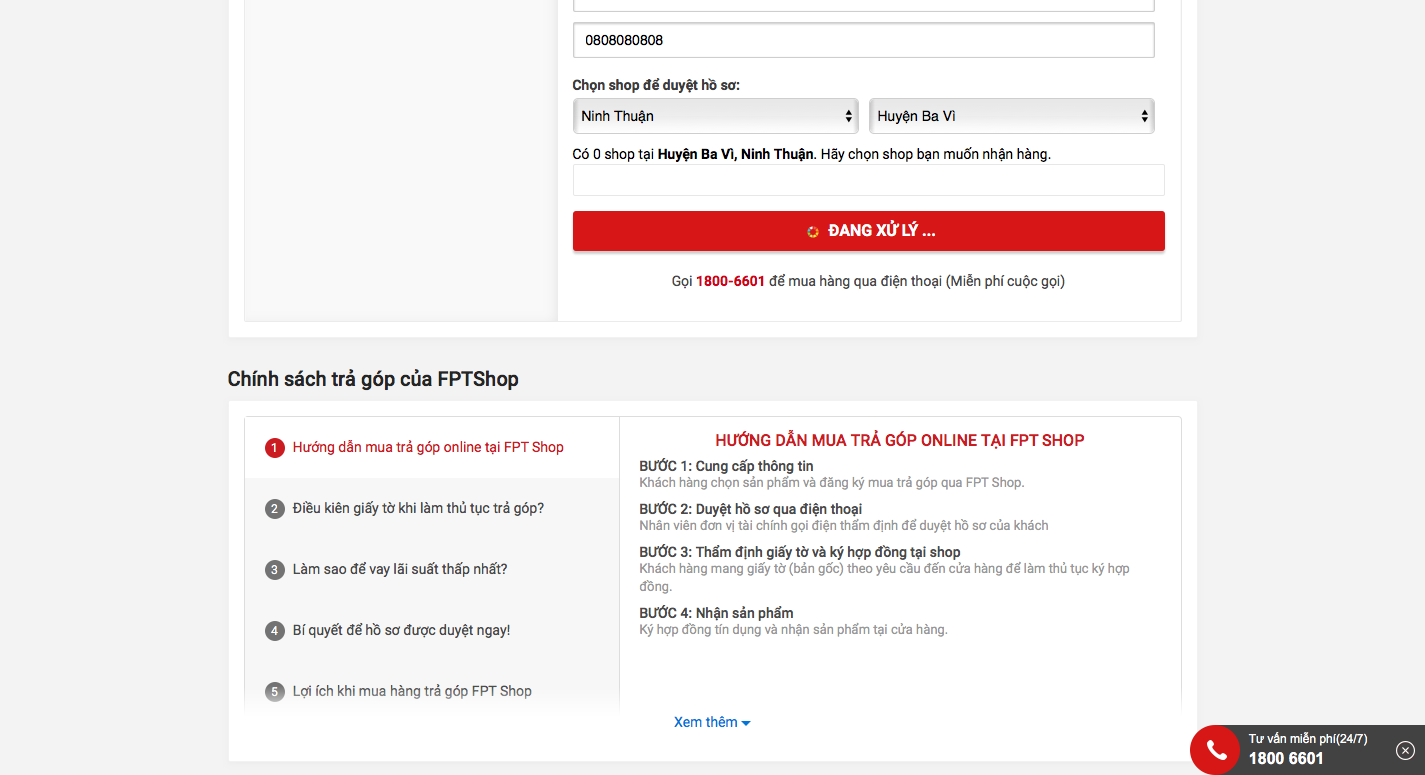 0808080808
Chọn shop để duyệt hồ sơ:
Ninh Thuận
Huyện Ba Vì
Có 0 shop tại Huyện Ba Vì, Ninh Thuận. Hãy chọn shop bạn muốn nhận hàng.
ĐANG XỬ LÝ ...
Gọi 1800-6601 để mua hàng qua điện thoại (Miễn phí cuộc gọi)
Chính sách trả góp của FPTShop
1 Hướng dẫn mua trả góp online tại FPT Shop
2 Điều kiên giấy tờ khi làm thủ tục trả góp?
3 Làm sao để vay lãi suất thấp nhất?
4 Bí quyết để hồ sơ được duyệt ngay!
5 Lợi ích khi mua hàng trả góp FPT Shop
HƯỚNG DẪN MUA TRẢ GÓP ONLINE TẠI FPT SHOP
BƯỚC 1: Cung cấp thông tin
Khách hàng chọn sản phẩm và đăng ký mua trả góp qua FPT Shop.
BƯỚC 2: Duyệt hồ sơ qua điện thoại
Nhân viên đơn vị tài chính gọi điện thẩm định để duyệt hồ sơ của khách
BƯỚC 3: Thẩm định giấy tờ và ký hợp đồng tại shop
Khách hàng mang giấy tờ (bản gốc) theo yêu cầu đến cửa hàng để làm thủ tục ký hợp
đồng.
BƯỚC 4: Nhận sản phẩm
Ký hợp đồng tín dụng và nhận sản phẩm tại cửa hàng.
Xem thêm
Tư vấn miễn phí(24/7)
1800 6601